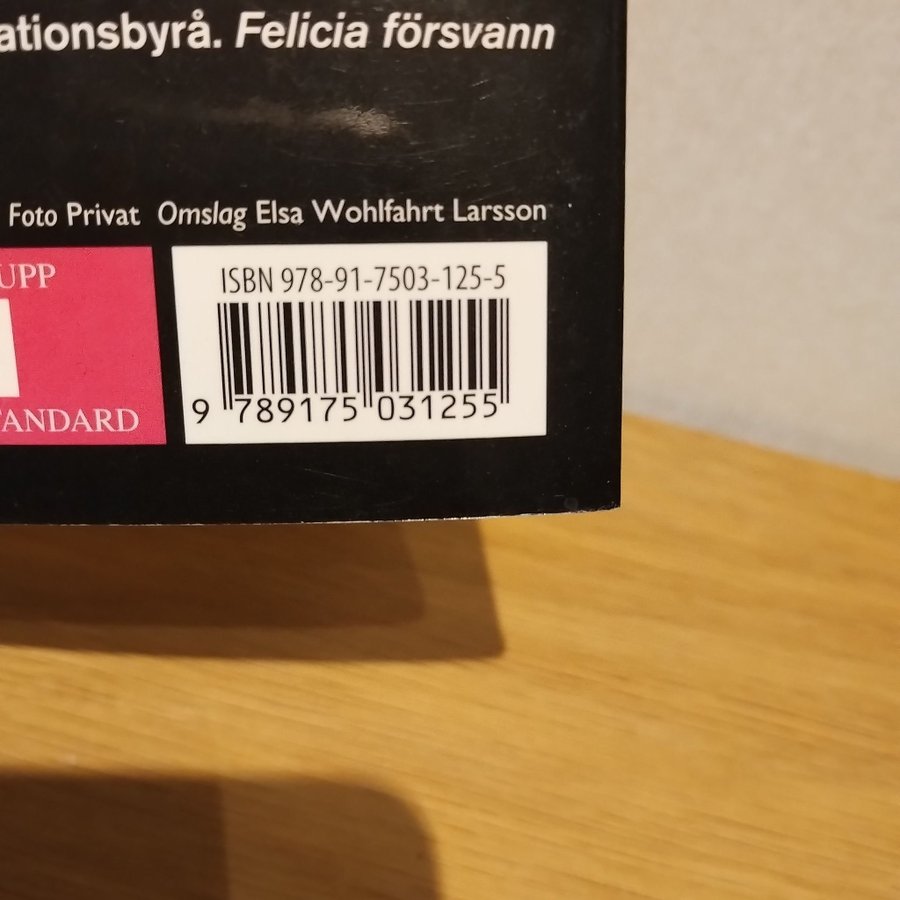 ationsbyrå. Felicia försvann
Foto Privat Omslag Elsa Wohlfahrt Larsson
UPP
TANDARD
ISBN 978-91-7503-125-5
9 789175 031255